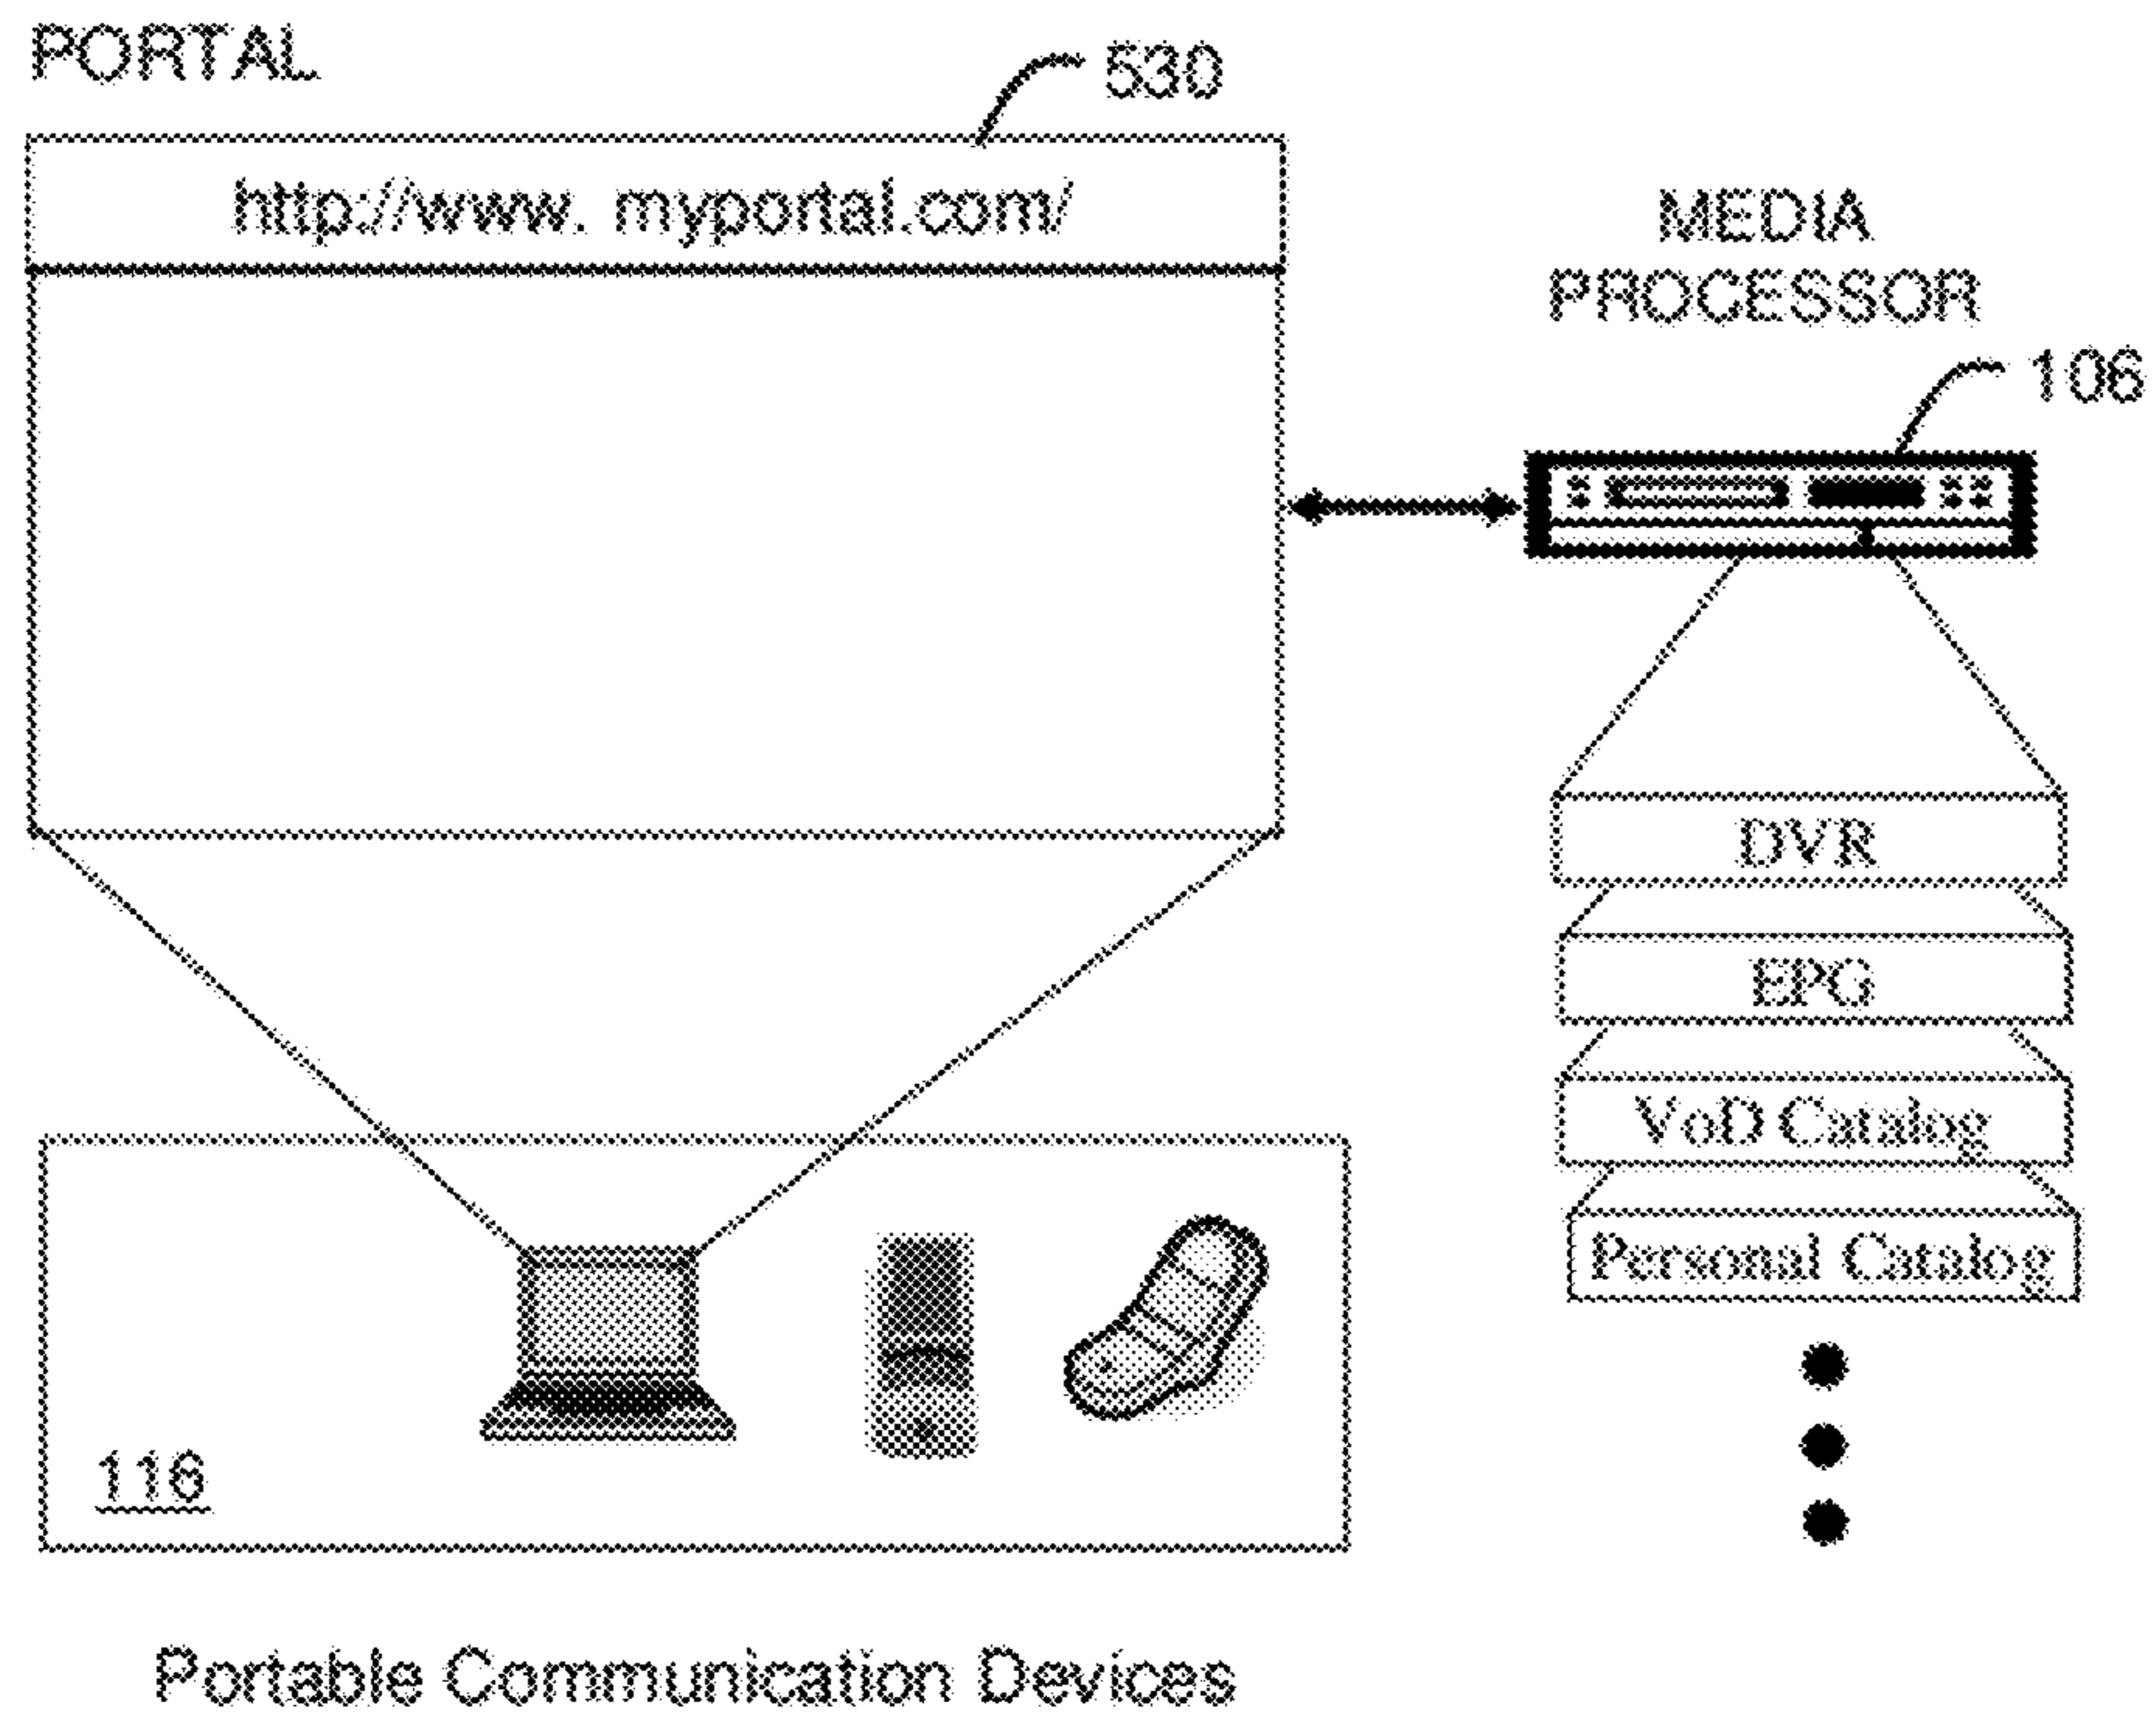 PORTAL
530
http://www. myportal.com/
MEDIA
PROCESSOR
106
DVR
EPG
VoD Catalog
Personal Catalog
116
Portable Communication Devices